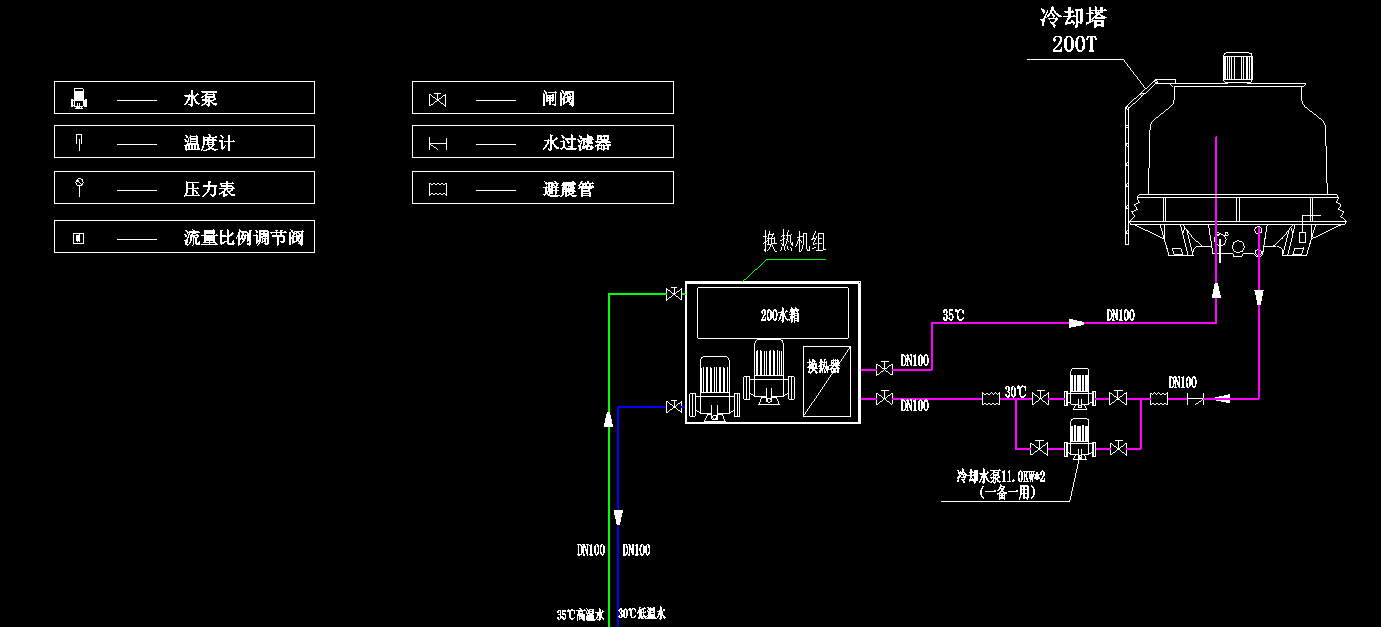 冷却塔
200T
水泵
闸阀
温度计
水过滤器
压力表
避震管
流量比例调节阀
换热机组
200水箱
35℃
DN100
换热器
DN100
DN100
30℃
DN100
冷却水泵11.0KW*2
(一备一用)
DN100
DN100
35℃高温水
30℃低温水